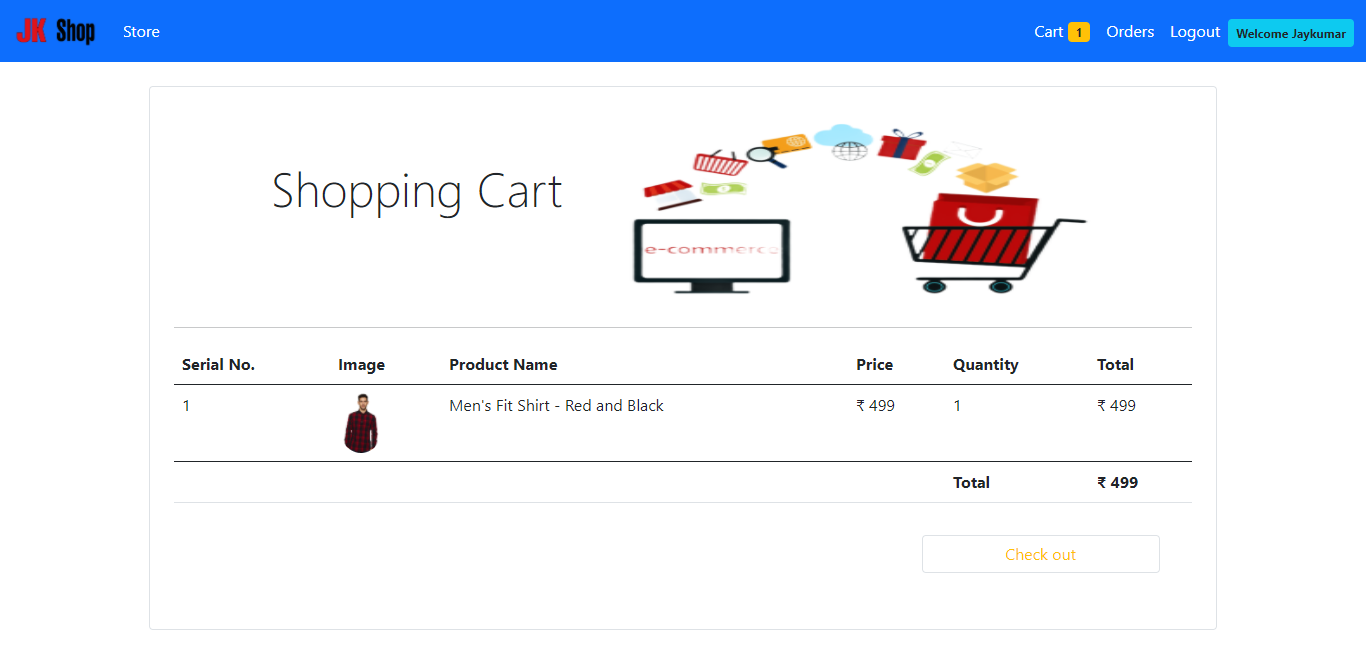 JK Shop Store Cart 1 Orders Logout Welcome Jaykumar
Shopping Cart
e-commerce
Serial No. Image Product Name Price Quantity Total
1 Men's Fit Shirt - Red and Black ₹ 499 1 ₹ 499
Total ₹ 499
Check out